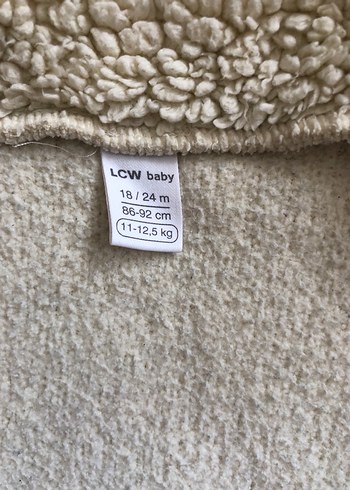 LCW baby
18 / 24 m
86-92 cm
11-12,5 kg